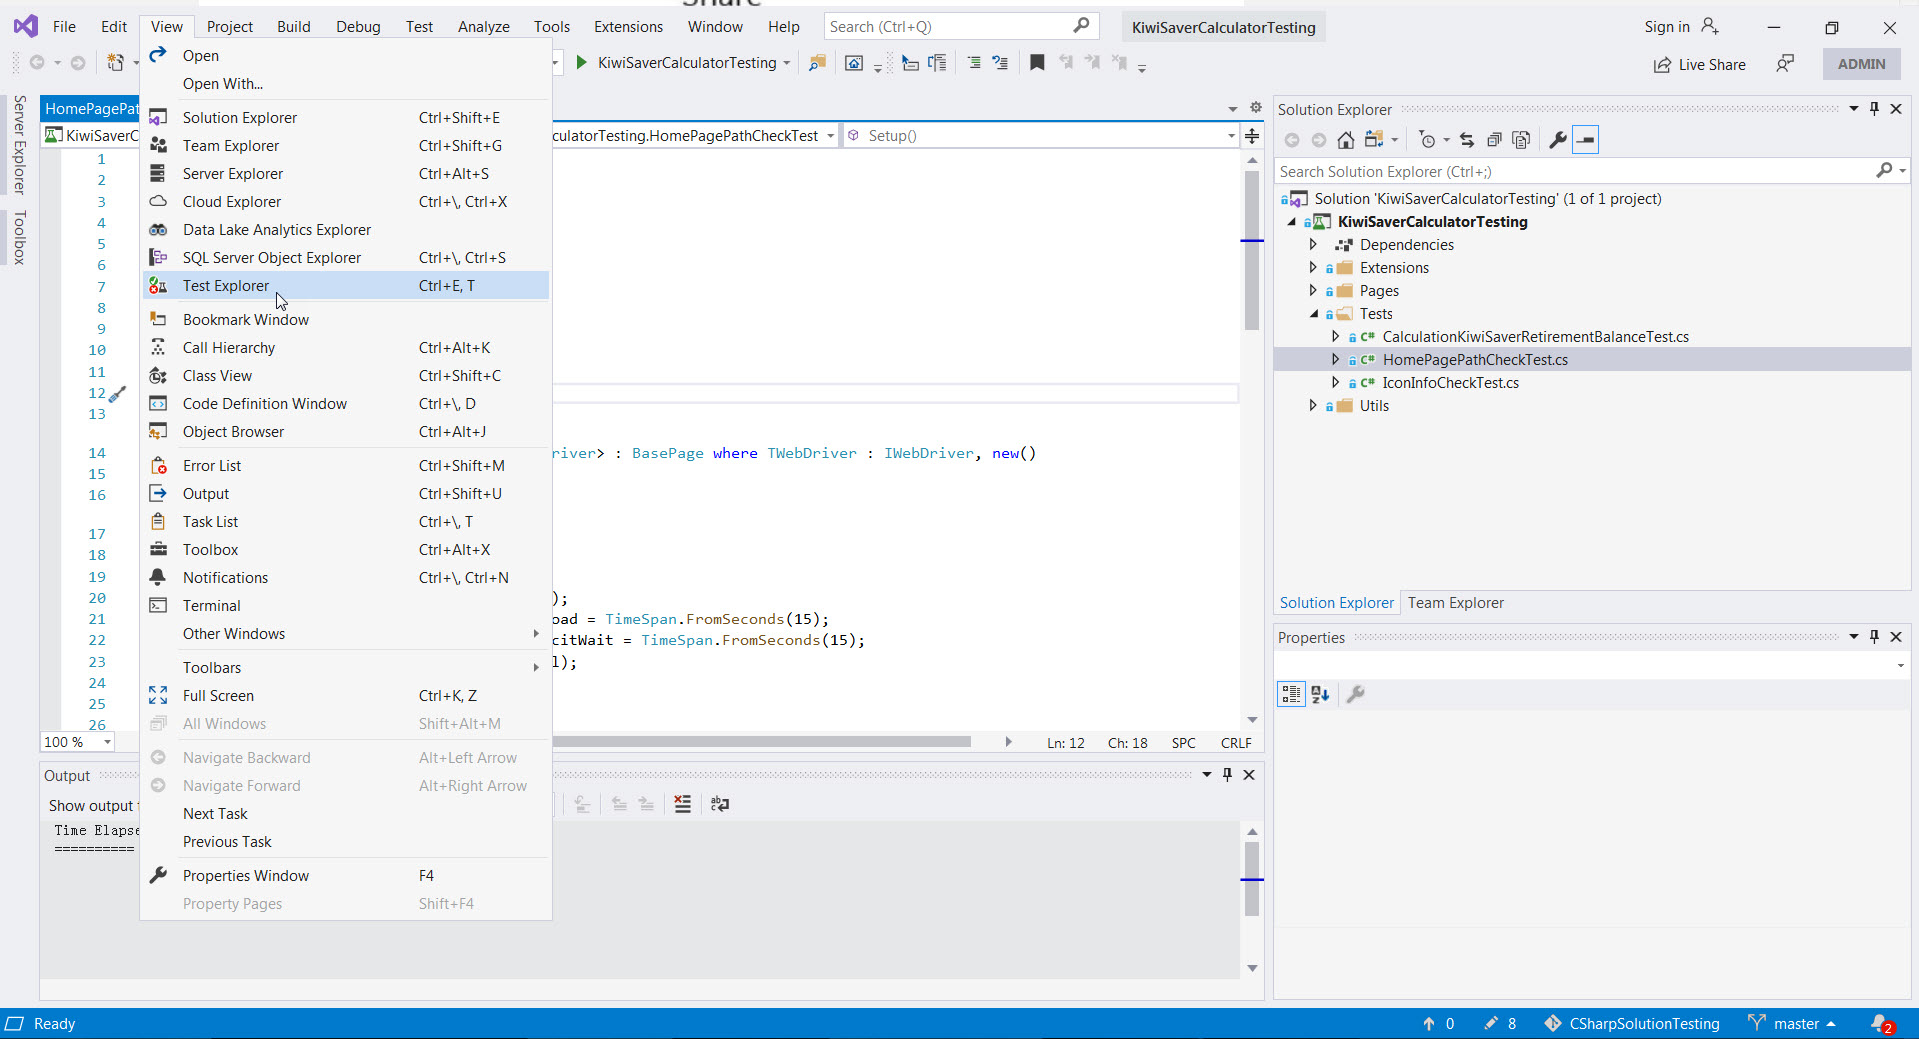 File Edit View Project Build Debug Test Analyze Tools Extensions Window Help Search (Ctrl+Q) KiwiSaverCalculatorTesting Sign in
KiwiSaverCalculatorTesting Live Share ADMIN
Server Explorer
Toolbox
Open
Open With...
Solution Explorer Ctrl+Shift+E
Team Explorer Ctrl+Shift+G
Server Explorer Ctrl+Alt+S
Cloud Explorer Ctrl+\, Ctrl+X
Data Lake Analytics Explorer
SQL Server Object Explorer Ctrl+\, Ctrl+S
Test Explorer Ctrl+E, T
Bookmark Window
Call Hierarchy Ctrl+Alt+K
Class View Ctrl+Shift+C
Code Definition Window Ctrl+\, D
Object Browser Ctrl+Alt+J
Error List Ctrl+Shift+M
Output Ctrl+Shift+U
Task List Ctrl+\, T
Toolbox Ctrl+Alt+X
Notifications Ctrl+\, Ctrl+N
Terminal
Other Windows
Toolbars
Full Screen Ctrl+K, Z
All Windows Shift+Alt+M
Navigate Backward Alt+Left Arrow
Navigate Forward Alt+Right Arrow
Next Task
Previous Task
Properties Window F4
Property Pages Shift+F4
HomePagePat
KiwiSaverC culatorTesting.HomePagePathCheckTest Setup()
1
2
3
4
5
6
7
8
9
10
11
12
13
14 river> : BasePage where TWebDriver : IWebDriver, new()
15
16
17
18
19
20 );
21 oad = TimeSpan.FromSeconds(15);
22 citWait = TimeSpan.FromSeconds(15);
23 l);
24
25
26
100 % Ln: 12 Ch: 18 SPC CRLF
Output
Show output
Time Elapse
==========
Solution Explorer
Search Solution Explorer (Ctrl+;)
Solution 'KiwiSaverCalculatorTesting' (1 of 1 project)
KiwiSaverCalculatorTesting
Dependencies
Extensions
Pages
Tests
C# CalculationKiwiSaverRetirementBalanceTest.cs
C# HomePagePathCheckTest.cs
C# IconInfoCheckTest.cs
Utils
Solution Explorer Team Explorer
Properties
Ready 0 8 CSharpSolutionTesting master 2